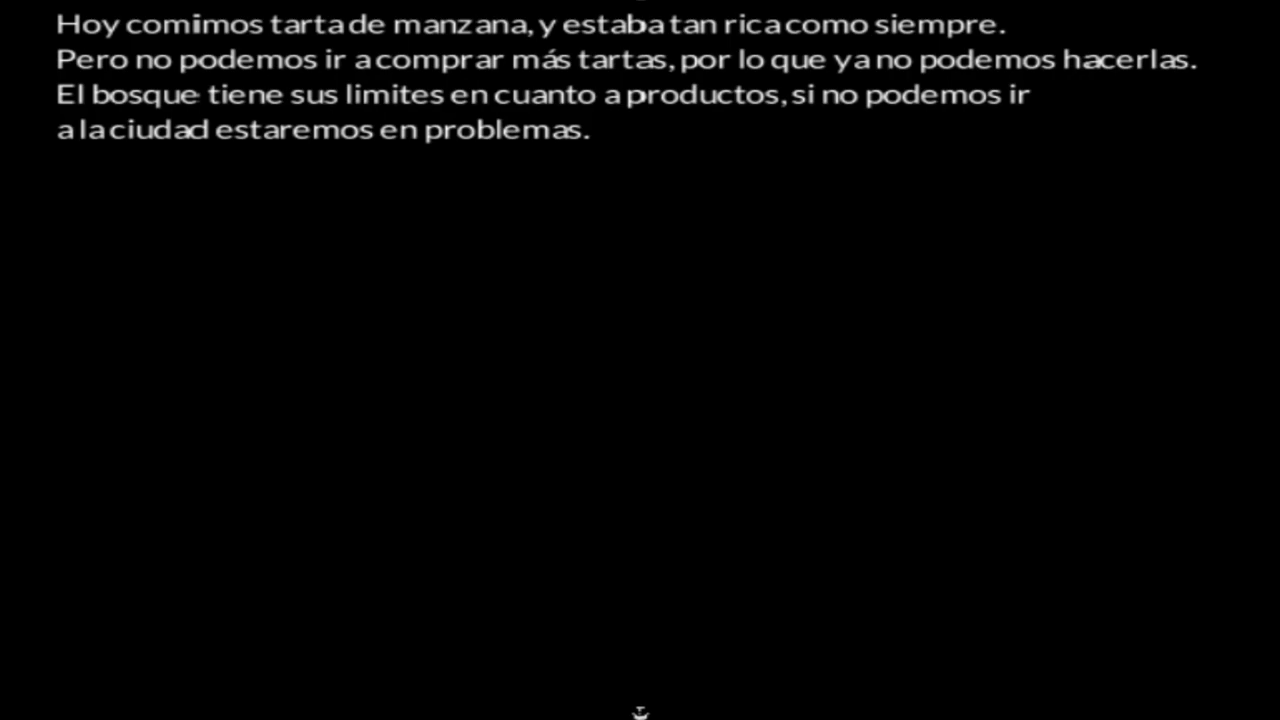 Hoy comimos tarta de manzana, y estaba tan rica como siempre.
Pero no podemos ir a comprar más tartas, por lo que ya no podemos hacerlas.
El bosque tiene sus limites en cuanto a productos, si no podemos ir
a la ciudad estaremos en problemas.